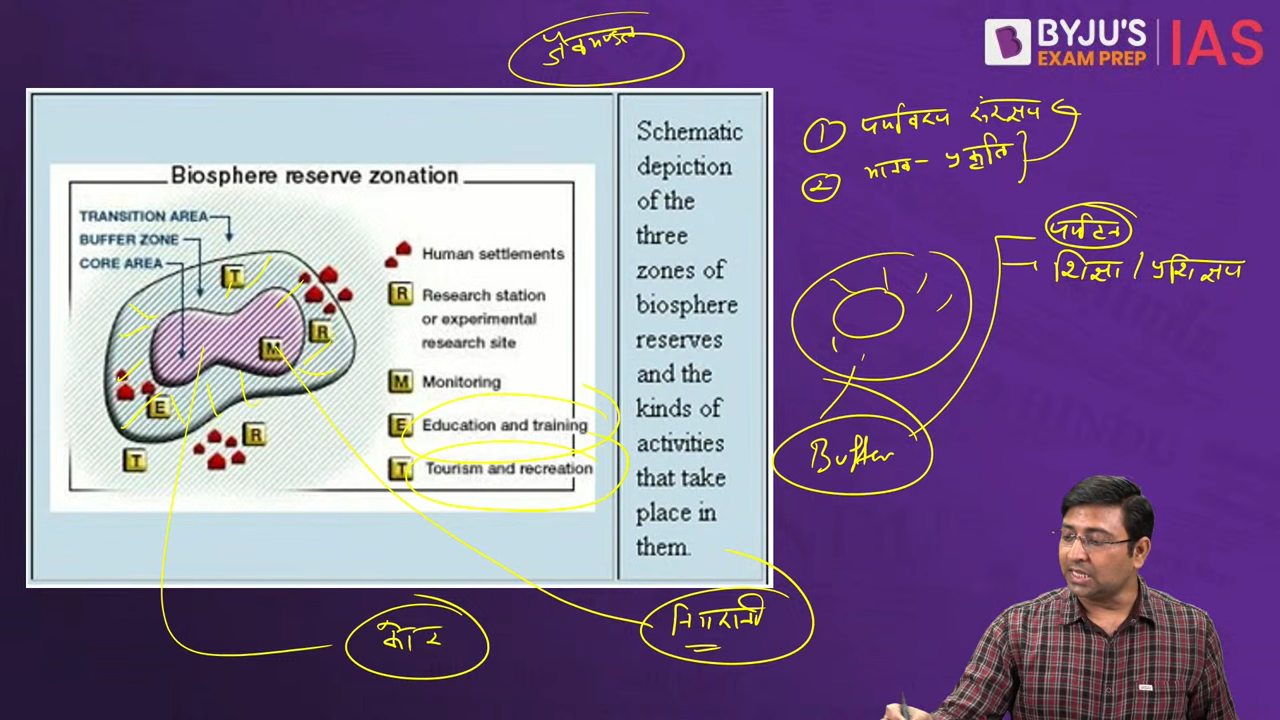 जैवमण्डल
BYJU'S
EXAM PREP
IAS
Biosphere reserve zonation
TRANSITION AREA
BUFFER ZONE
CORE AREA
T
R
M
E
R
T
Human settlements
R Research station
or experimental
research site
M Monitoring
E Education and training
T Tourism and recreation
Schematic
depiction
of the
three
zones of
biosphere
reserves
and the
kinds of
activities
that take
place in
them.
① पर्यावरण संरक्षण
② मानव - प्रकृति
पर्यटन
शिक्षा / प्रशिक्षण
Buffer
कोर
निगरानी